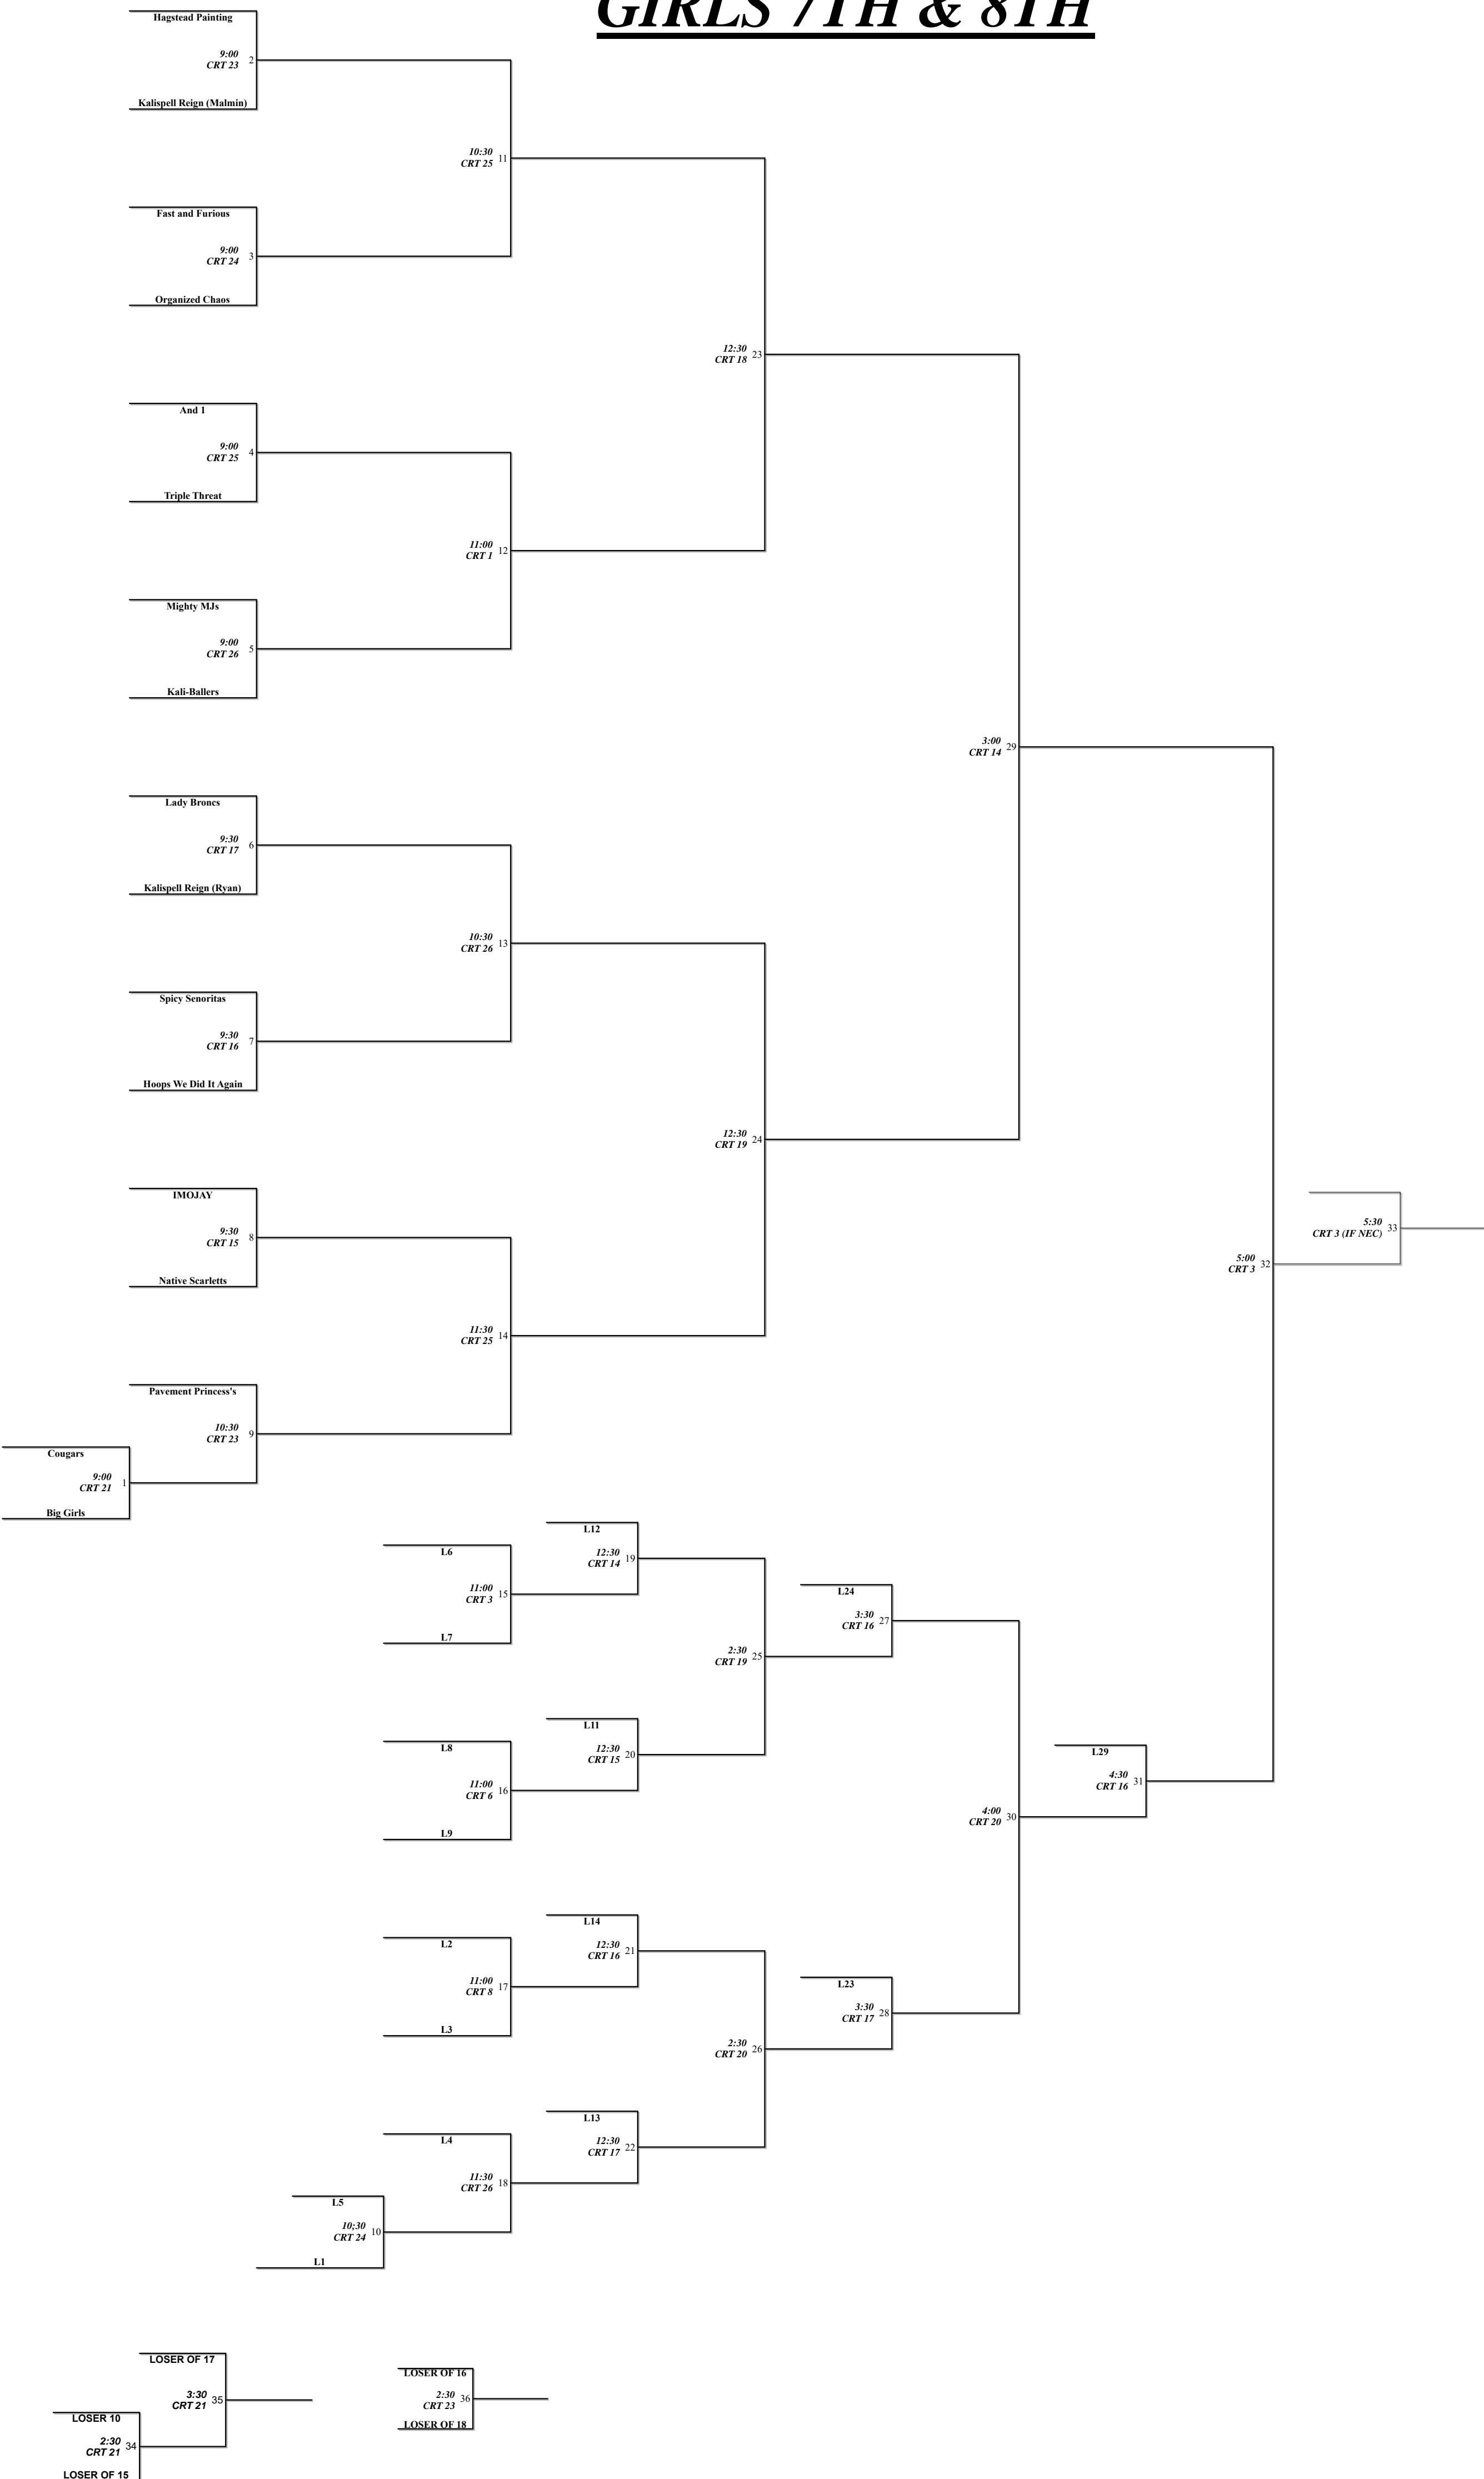 GIRLS 7TH & 8TH
Hagstead Painting
9:00
CRT 23
2
Kalispell Reign (Malmin)
10:30
CRT 25
11
Fast and Furious
9:00
CRT 24
3
Organized Chaos
12:30
CRT 18
23
And 1
9:00
CRT 25
4
Triple Threat
11:00
CRT 1
12
Mighty MJs
9:00
CRT 26
5
Kali-Ballers
3:00
CRT 14
29
Lady Broncs
9:30
CRT 17
6
Kalispell Reign (Ryan)
10:30
CRT 26
13
Spicy Senoritas
9:30
CRT 16
7
Hoops We Did It Again
12:30
CRT 19
24
IMOJAY
9:30
CRT 15
8
Native Scarletts
5:30
CRT 3 (IF NEC)
33
5:00
CRT 3
32
11:30
CRT 25
14
Pavement Princess's
10:30
CRT 23
9
Cougars
9:00
CRT 21
1
Big Girls
L12
12:30
CRT 14
19
L6
11:00
CRT 3
15
L7
L24
3:30
CRT 16
27
2:30
CRT 19
25
L11
12:30
CRT 15
20
L8
11:00
CRT 6
16
L9
L29
4:30
CRT 16
31
4:00
CRT 20
30
L14
12:30
CRT 16
21
L2
11:00
CRT 8
17
L3
L23
3:30
CRT 17
28
2:30
CRT 20
26
L13
12:30
CRT 17
22
L4
11:30
CRT 26
18
L5
10;30
CRT 24
10
L1
LOSER OF 17
3:30
CRT 21
35
LOSER 10
2:30
CRT 21
34
LOSER OF 15
LOSER OF 16
2:30
CRT 23
36
LOSER OF 18